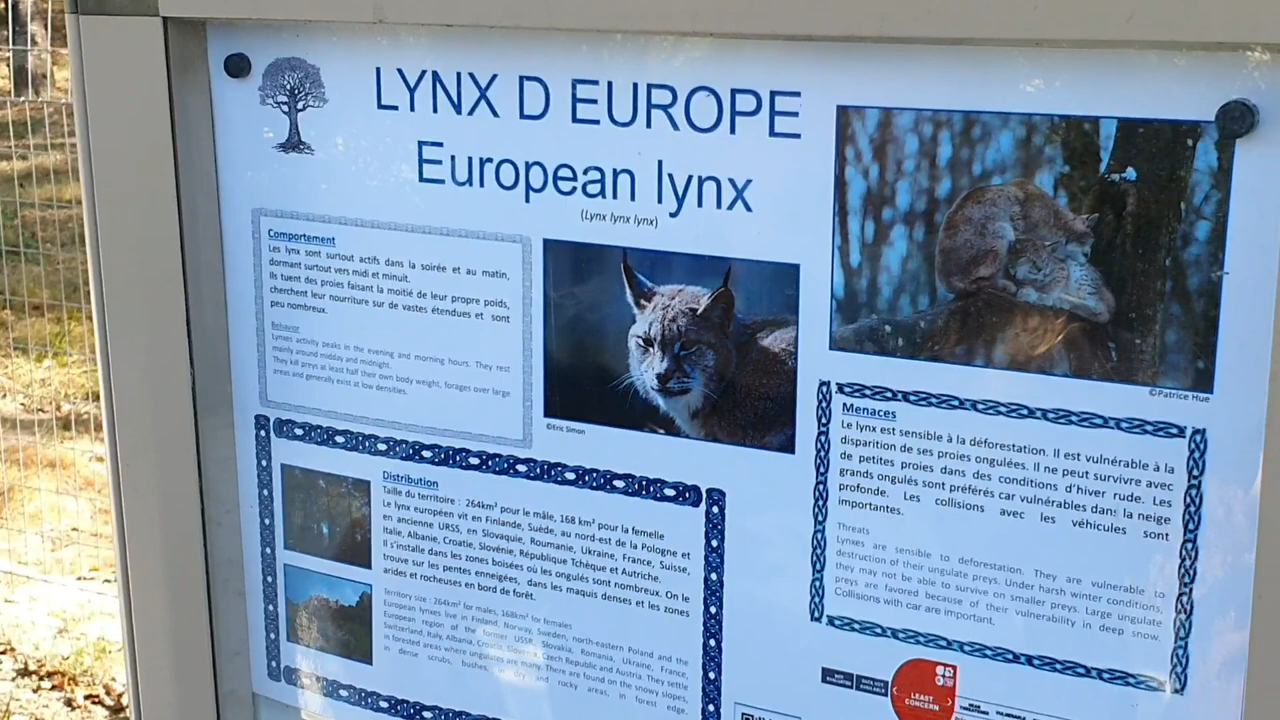 LYNX D EUROPE
European lynx
(Lynx lynx lynx)
Comportement
Les lynx sont surtout actifs dans la soirée et au matin,
dormant surtout vers midi et minuit.
Ils tuent des proies faisant la moitié de leur propre poids,
cherchent leur nourriture sur de vastes étendues et sont
peu nombreux.
Behavior
Lynxes activity peaks in the evening and morning hours. They rest
mainly around midday and midnight.
They kill preys at least half their own body weight, forages over large
areas and generally exist at low densities.
©Eric Simon
©Patrice Hue
Distribution
Taille du territoire : 264km² pour le mâle, 168 km² pour la femelle
Le lynx européen vit en Finlande, Suède, au nord-est de la Pologne et
en ancienne URSS, en Slovaquie, Roumanie, Ukraine, France, Suisse,
Italie, Albanie, Croatie, Slovénie, République Tchèque et Autriche.
Il s'installe dans les zones boisées où les ongulés sont nombreux. On le
trouve sur les pentes enneigées, dans les maquis denses et les zones
arides et rocheuses en bord de forêt.
Territory size : 264km² for males, 168km² for females
European lynxes live in Finland, Norway, Sweden, north-eastern Poland and the
European region of the former USSR, Slovakia, Romania, Ukraine, France,
Switzerland, Italy, Albania, Croatia, Slovenia, Czech Republic and Austria. They settle
in forested areas where ungulates are many. There are found on the snowy slopes,
in dense scrubs, bushes, in dry and rocky areas, in forest edge.
Menaces
Le lynx est sensible à la déforestation. Il est vulnérable à la
disparition de ses proies ongulées. Il ne peut survivre avec
de petites proies dans des conditions d'hiver rude. Les
grands ongulés sont préférés car vulnérables dans la neige
profonde. Les collisions avec les véhicules sont
importantes.
Threats
Lynxes are sensible to deforestation. They are vulnerable to
destruction of their ungulate preys. Under harsh winter conditions,
they may not be able to survive on smaller preys. Large ungulate
preys are favored because of their vulnerability in deep snow.
Collisions with car are important.
NOT EVALUATED
DATA NOT AVAILABLE
LEAST CONCERN
NEAR THREATENED
VULNERABLE